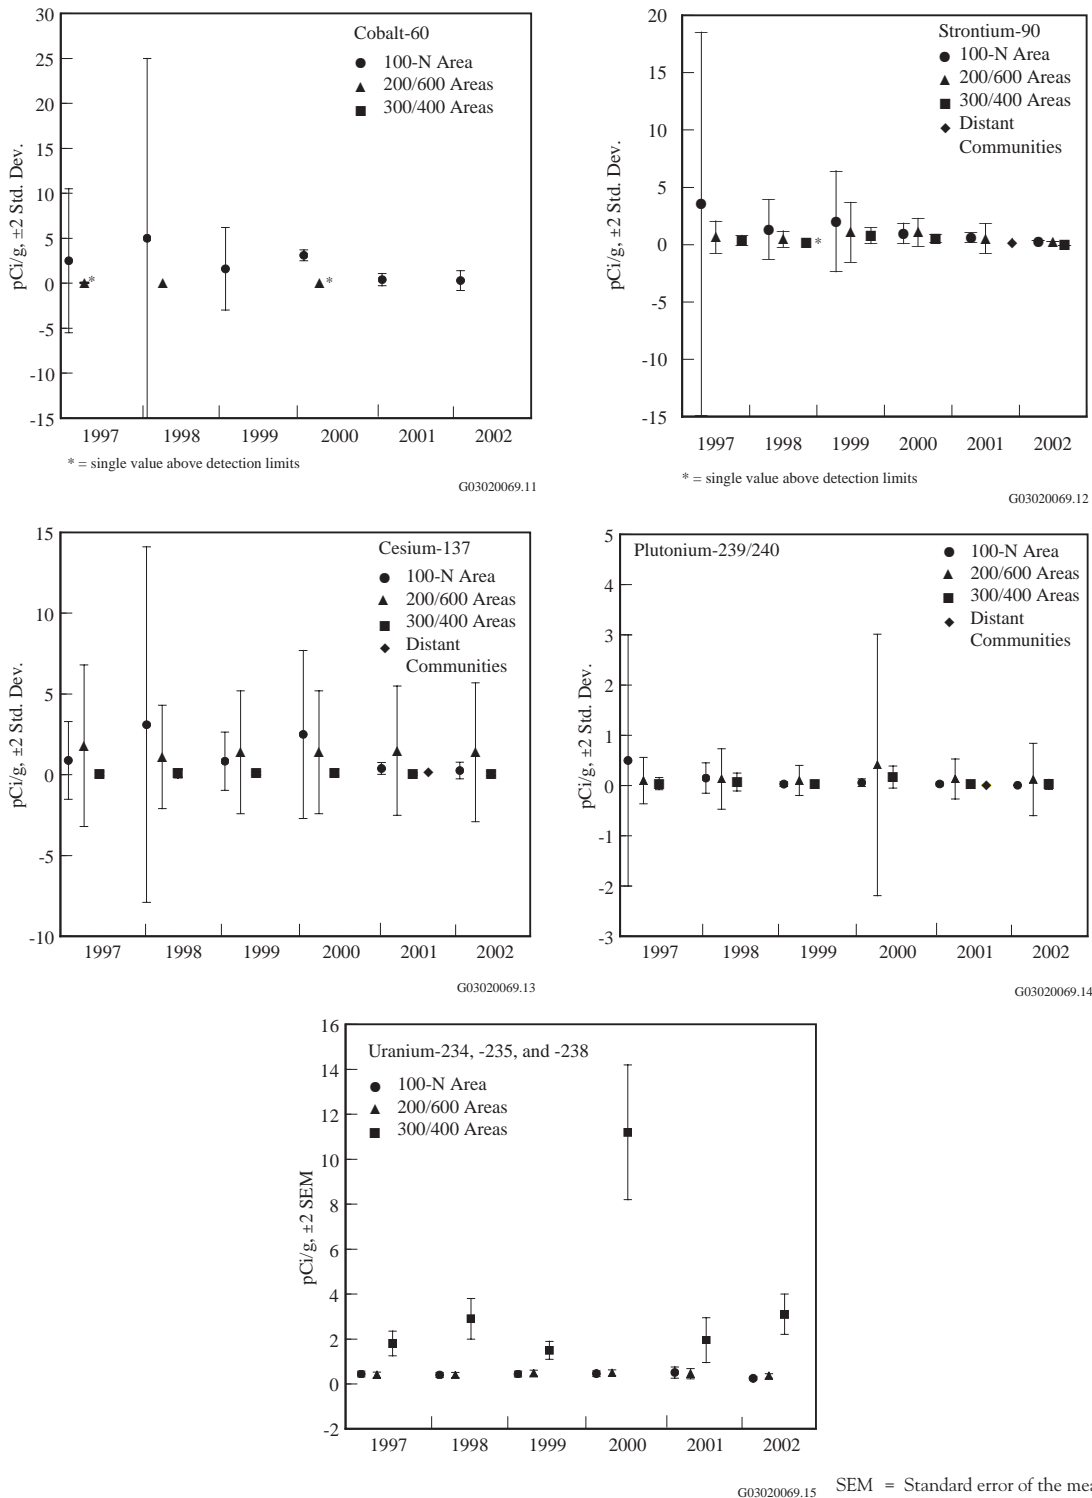 Cobalt-60
100-N Area
200/600 Areas
300/400 Areas
pCi/g, ±2 Std. Dev.
30
25
20
15
10
5
0
-5
-10
-15
*
*
1997 1998 1999 2000 2001 2002
* = single value above detection limits
G03020069.11
Strontium-90
100-N Area
200/600 Areas
300/400 Areas
Distant
Communities
pCi/g, ±2 Std. Dev.
20
15
10
5
0
-5
-10
-15
*
1997 1998 1999 2000 2001 2002
* = single value above detection limits
G03020069.12
Cesium-137
100-N Area
200/600 Areas
300/400 Areas
Distant
Communities
pCi/g, ±2 Std. Dev.
15
10
5
0
-5
-10
1997 1998 1999 2000 2001 2002
G03020069.13
Plutonium-239/240
100-N Area
200/600 Areas
300/400 Areas
Distant
Communities
pCi/g, ±2 Std. Dev.
5
4
3
2
1
0
-1
-2
-3
1997 1998 1999 2000 2001 2002
G03020069.14
Uranium-234, -235, and -238
100-N Area
200/600 Areas
300/400 Areas
pCi/g, ±2 SEM
16
14
12
10
8
6
4
2
0
-2
1997 1998 1999 2000 2001 2002
G03020069.15
SEM = Standard error of the mea